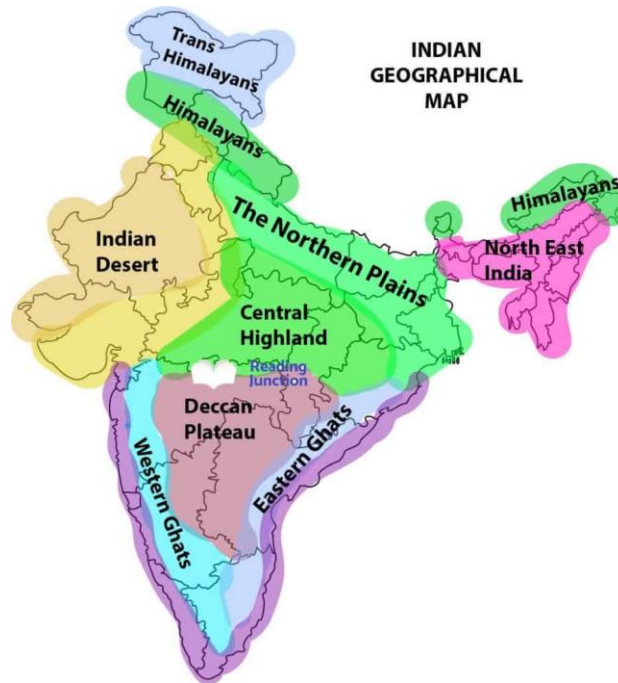 INDIAN
GEOGRAPHICAL
MAP
Trans
Himalayans
Himalayans
Himalayans
The Northern Plains
North East
India
Indian
Desert
Central
Highland
Reading
Junction
Deccan
Plateau
Western Ghats
Eastern Ghats